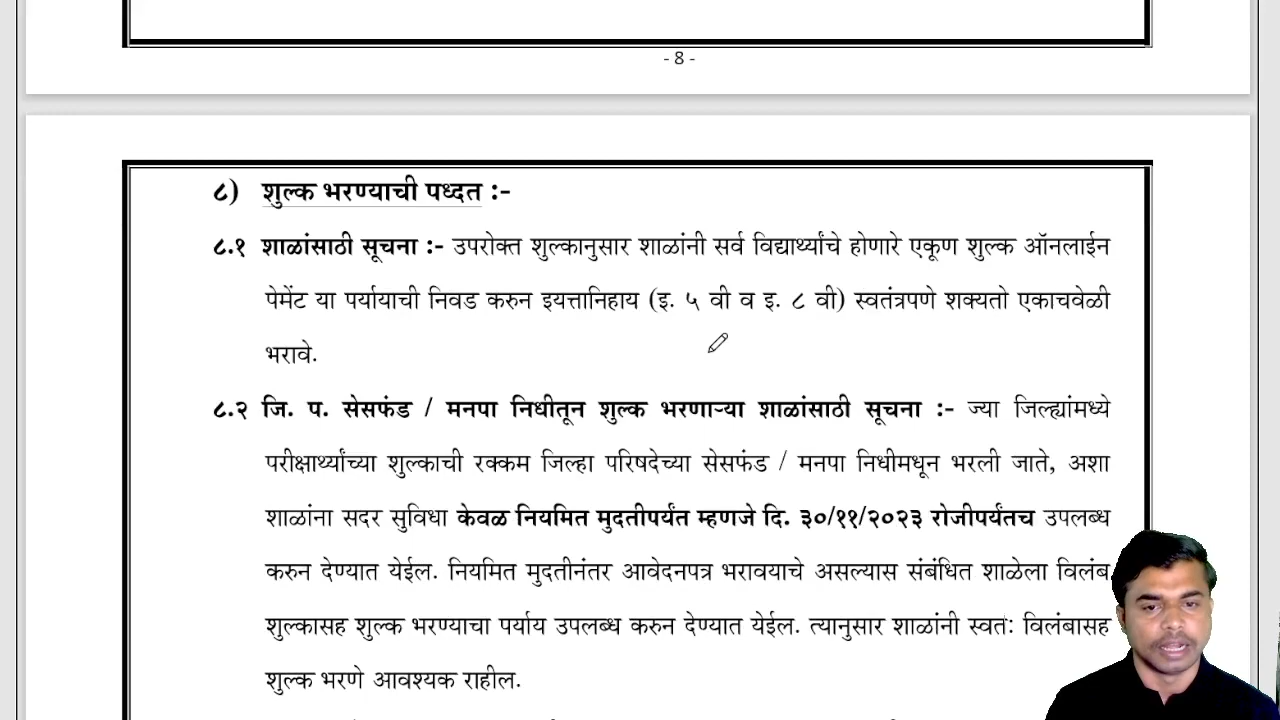 - 8 -
८) शुल्क भरण्याची पध्दत :-
८.१ शाळांसाठी सूचना :- उपरोक्त शुल्कानुसार शाळांनी सर्व विद्यार्थ्यांचे होणारे एकूण शुल्क ऑनलाईन
पेमेंट या पर्यायाची निवड करुन इयत्तानिहाय (इ. ५ वी व इ. ८ वी) स्वतंत्रपणे शक्यतो एकाचवेळी
भरावे.
८.२ जि. प. सेसफंड / मनपा निधीतून शुल्क भरणाऱ्या शाळांसाठी सूचना :- ज्या जिल्ह्यांमध्ये
परीक्षार्थ्यांच्या शुल्काची रक्कम जिल्हा परिषदेच्या सेसफंड / मनपा निधीमधून भरली जाते, अशा
शाळांना सदर सुविधा केवळ नियमित मुदतीपर्यंत म्हणजे दि. ३०/११/२०२३ रोजीपर्यंतच उपलब्ध
करुन देण्यात येईल. नियमित मुदतीनंतर आवेदनपत्र भरावयाचे असल्यास संबंधित शाळेला विलंब
शुल्कासह शुल्क भरण्याचा पर्याय उपलब्ध करुन देण्यात येईल. त्यानुसार शाळांनी स्वतः विलंबासह
शुल्क भरणे आवश्यक राहील.